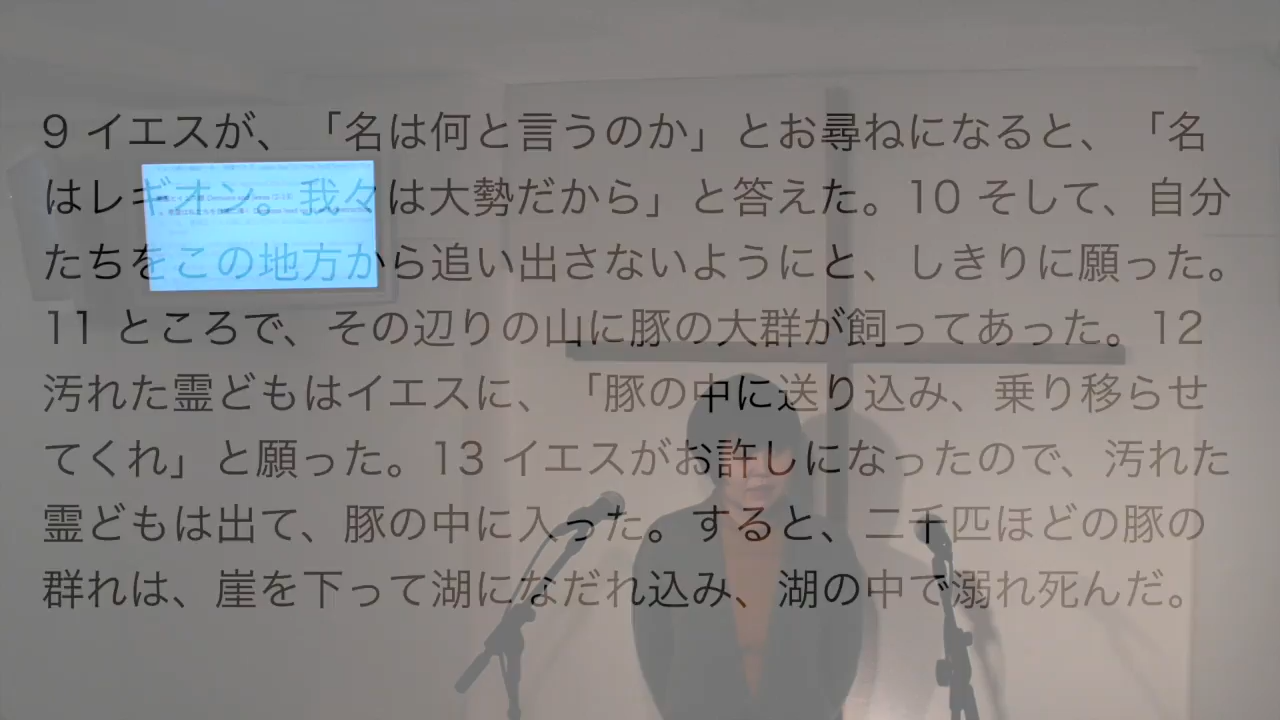 9 イエスが、「名は何と言うのか」とお尋ねになると、「名
はレギオン。我々は大勢だから」と答えた。10 そして、自分
たちをこの地方から追い出さないようにと、しきりに願った。
11 ところで、その辺りの山に豚の大群が飼ってあった。12
汚れた霊どもはイエスに、「豚の中に送り込み、乗り移らせ
てくれ」と願った。13 イエスがお許しになったので、汚れた
霊どもは出て、豚の中に入った。すると、二千匹ほどの豚の
群れは、崖を下って湖になだれ込み、湖の中で溺れ死んだ。